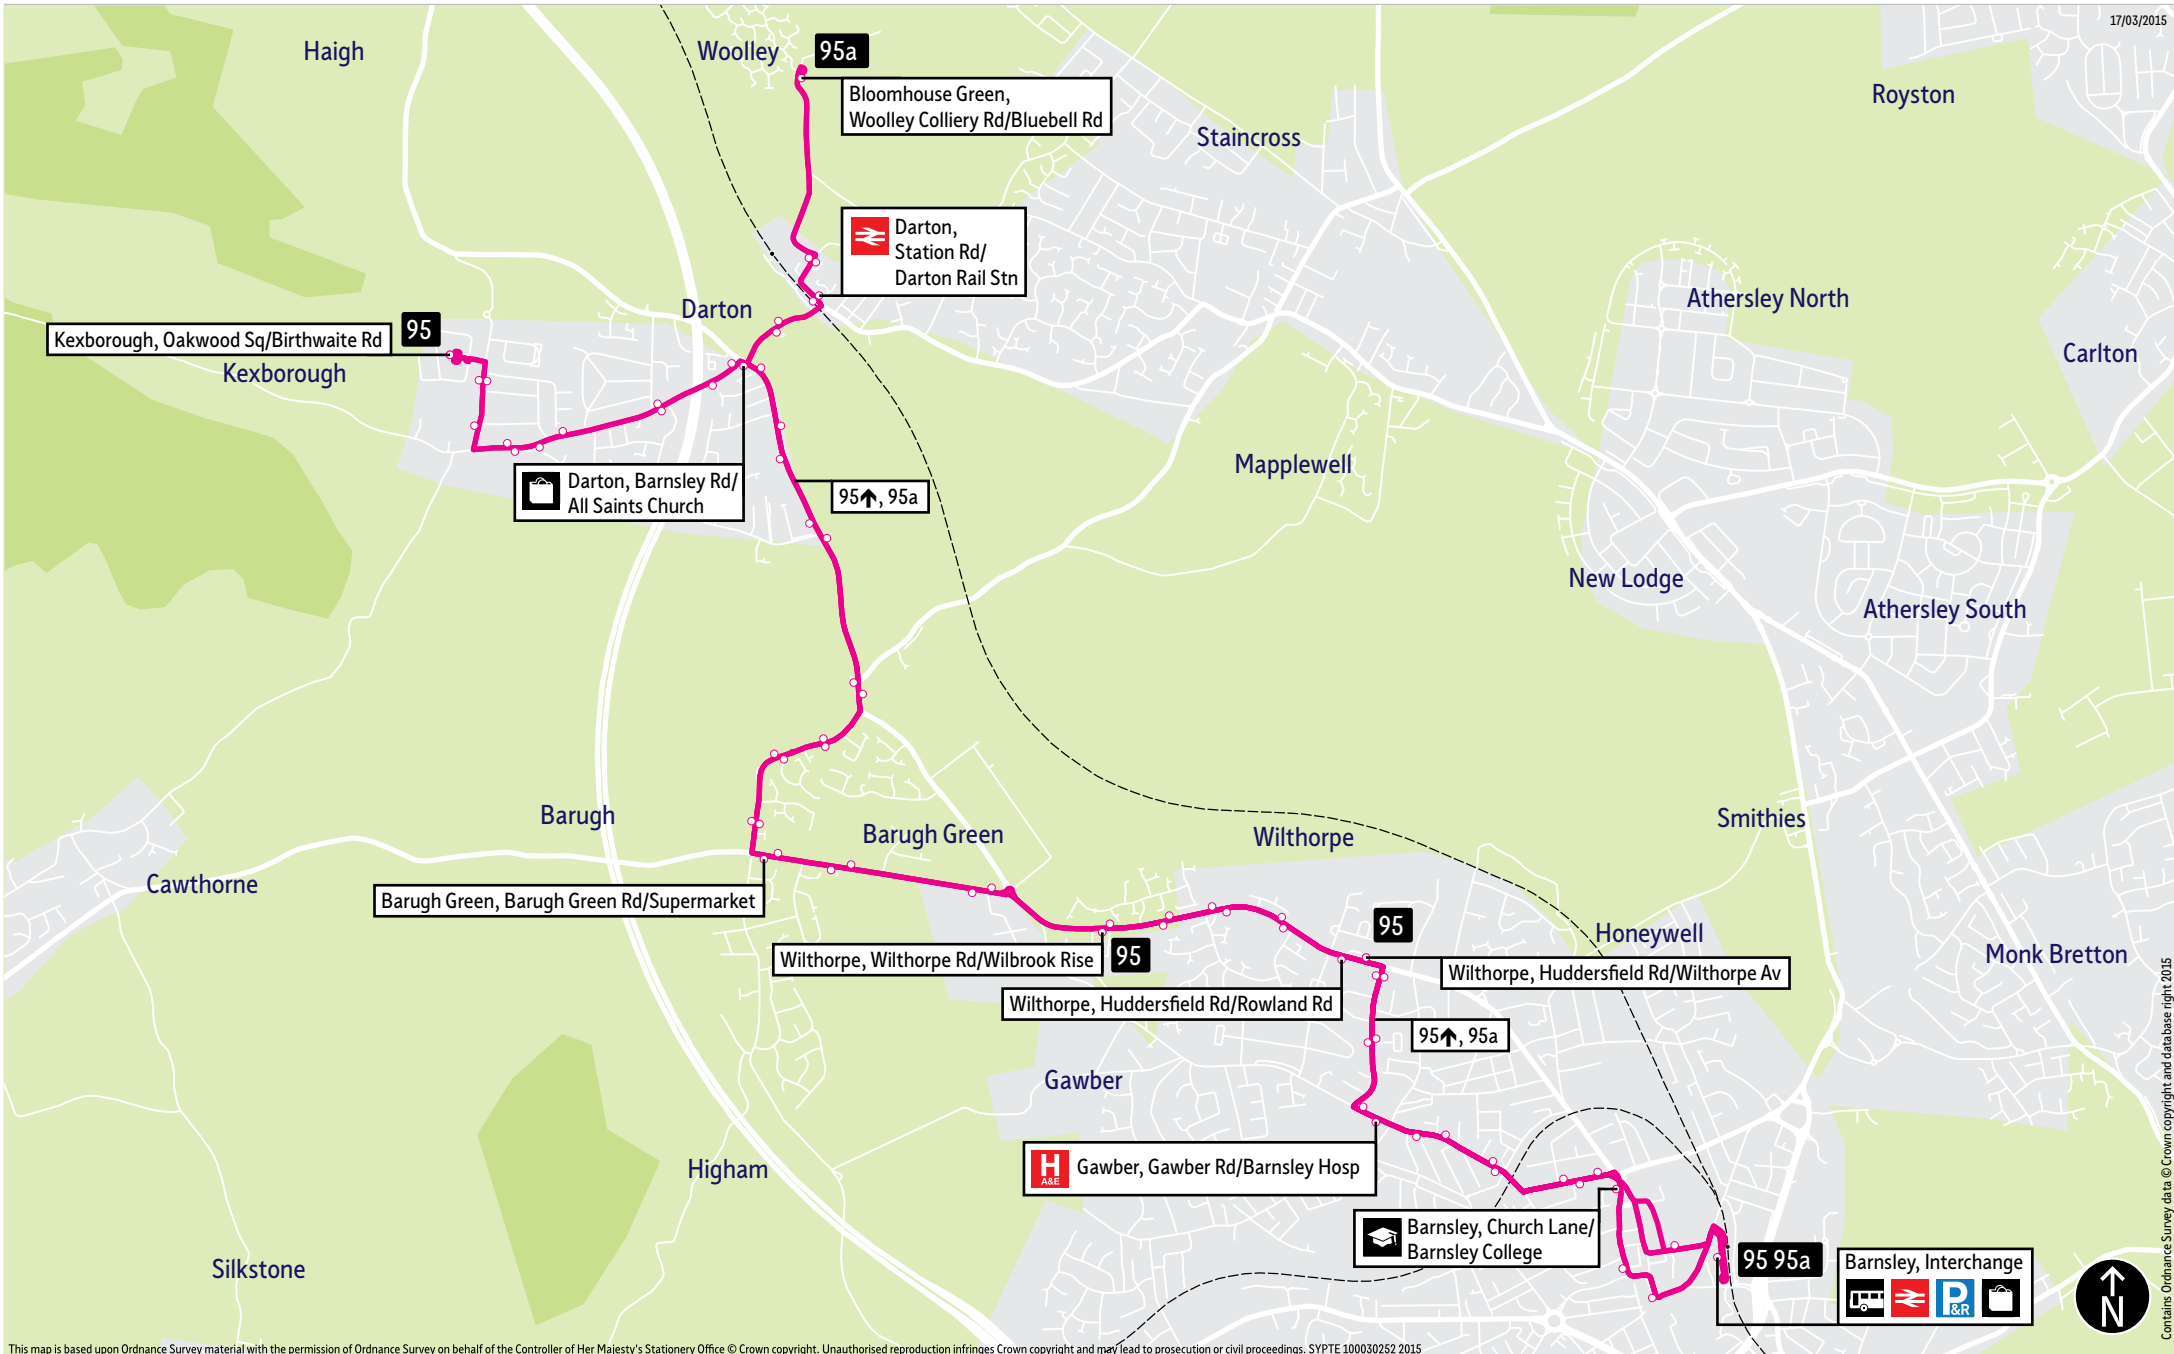 17/03/2015
Haigh
Woolley
95a
Bloomhouse Green,
Woolley Colliery Rd/Bluebell Rd
Royston
Staincross
Darton,
Station Rd/
Darton Rail Stn
Athersley North
Darton
95
Kexborough, Oakwood Sq/Birthwaite Rd
Kexborough
Carlton
Mapplewell
Darton, Barnsley Rd/
All Saints Church
95↑, 95a
New Lodge
Athersley South
Barugh
Barugh Green
Wilthorpe
Smithies
Cawthorne
Barugh Green, Barugh Green Rd/Supermarket
95
Honeywell
Wilthorpe, Wilthorpe Rd/Wilbrook Rise
95
Monk Bretton
Wilthorpe, Huddersfield Rd/Wilthorpe Av
Wilthorpe, Huddersfield Rd/Rowland Rd
95↑, 95a
Gawber
H
A&E
Gawber, Gawber Rd/Barnsley Hosp
Higham
Barnsley, Church Lane/
Barnsley College
Silkstone
95 95a
Barnsley, Interchange
P
&R
N
Contains Ordnance Survey data © Crown copyright and database right 2015
This map is based upon Ordnance Survey material with the permission of Ordnance Survey on behalf of the Controller of Her Majesty's Stationery Office © Crown copyright. Unauthorised reproduction infringes Crown copyright and may lead to prosecution or civil proceedings. SYPTE 100030252 2015